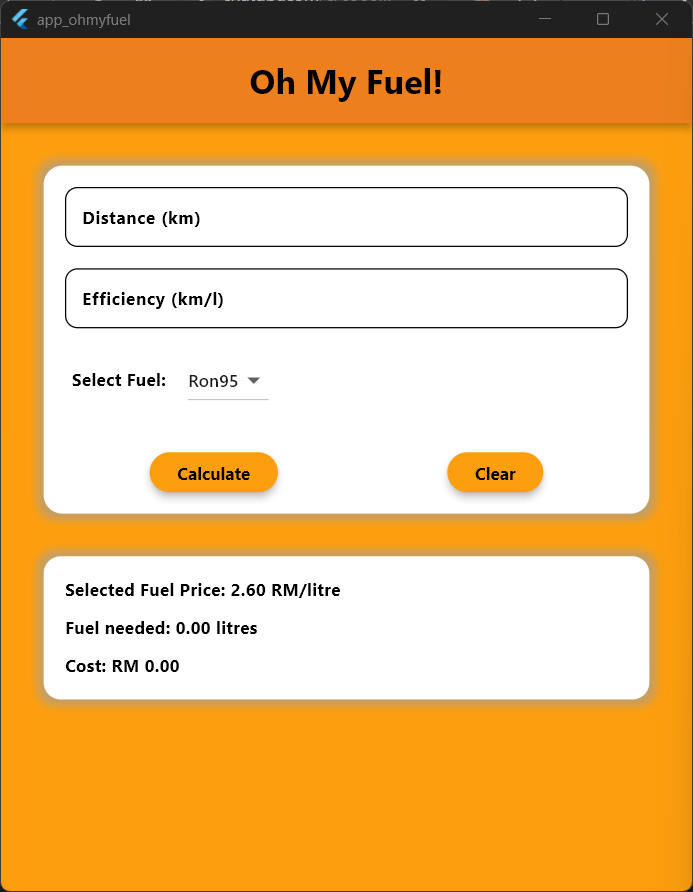 app_ohmyfuel
Oh My Fuel!
Distance (km)
Efficiency (km/l)
Select Fuel: Ron95
Calculate Clear
Selected Fuel Price: 2.60 RM/litre
Fuel needed: 0.00 litres
Cost: RM 0.00